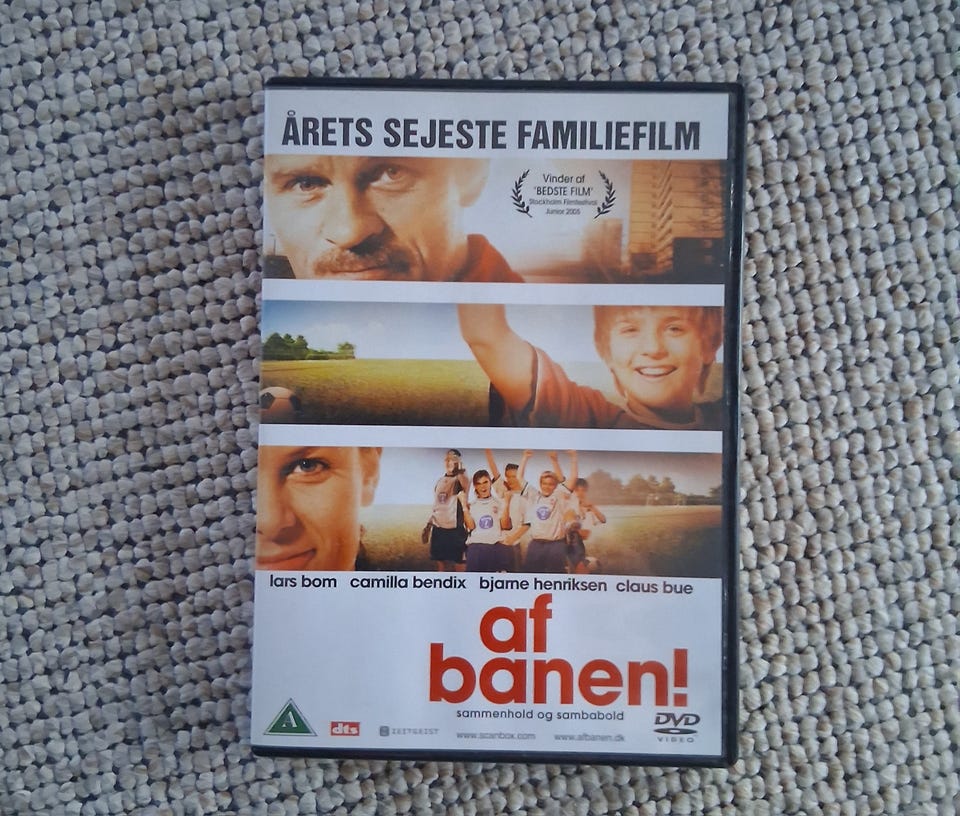 ÅRETS SEJESTE FAMILIEFILM
Vinder af
'BEDSTE FILM'
Stockholm Filmfestival
Junior 2005
lars bom camilla bendix bjarne henriksen claus bue
af
banen!
sammenhold og sambabold
A
dts
ZEITGEIST
www.scanbox.com
www.afbanen.dk
DVD
VIDEO